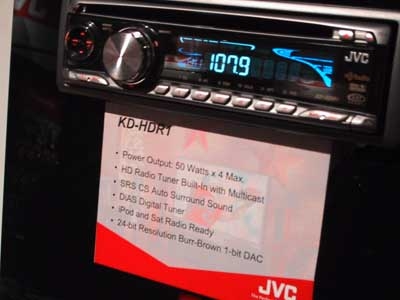 JVC
107.9
JVC
KD-HDR1
• Power Output: 50 Watts x 4 Max.
• HD Radio Tuner Built-In with Multicast
• SRS CS Auto Surround Sound
• DIAS Digital Tuner
• iPod and Sat Radio Ready
• 24-bit Resolution Burr-Brown 1-bit DAC
JVC